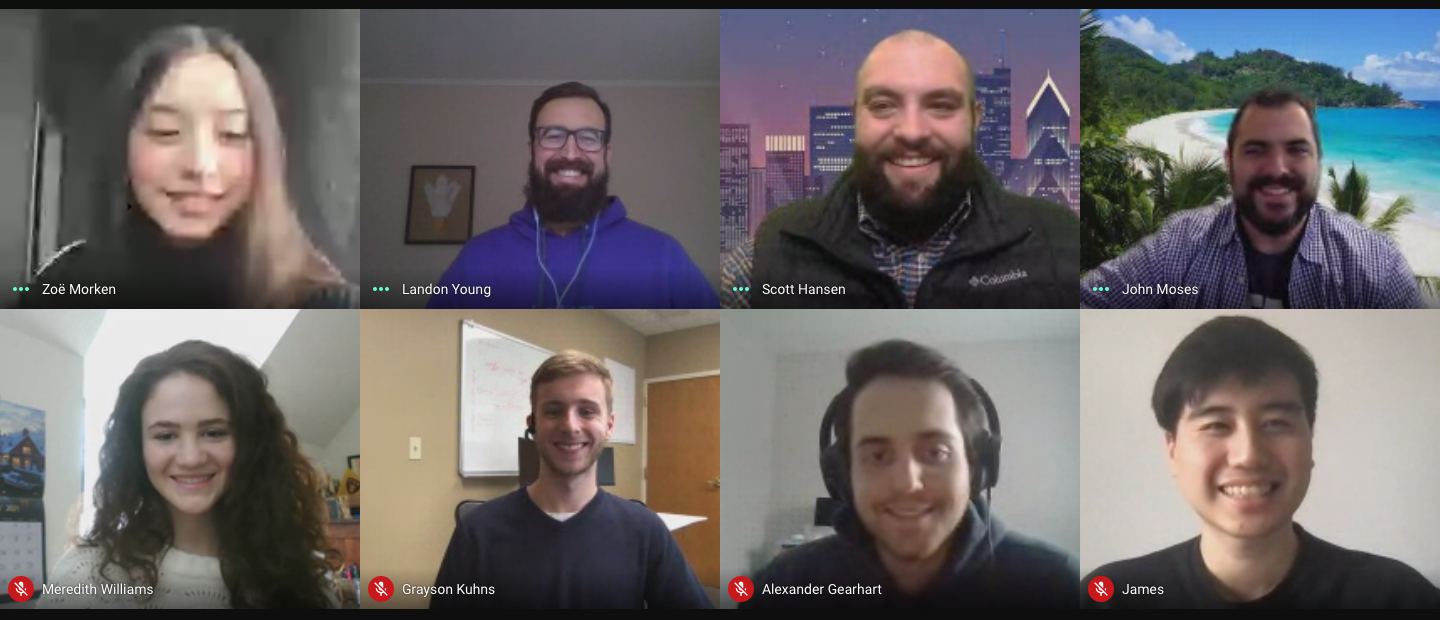 Columbia
Zoë Morken
Landon Young
Scott Hansen
John Moses
Meredith Williams
Grayson Kuhns
Alexander Gearhart
James